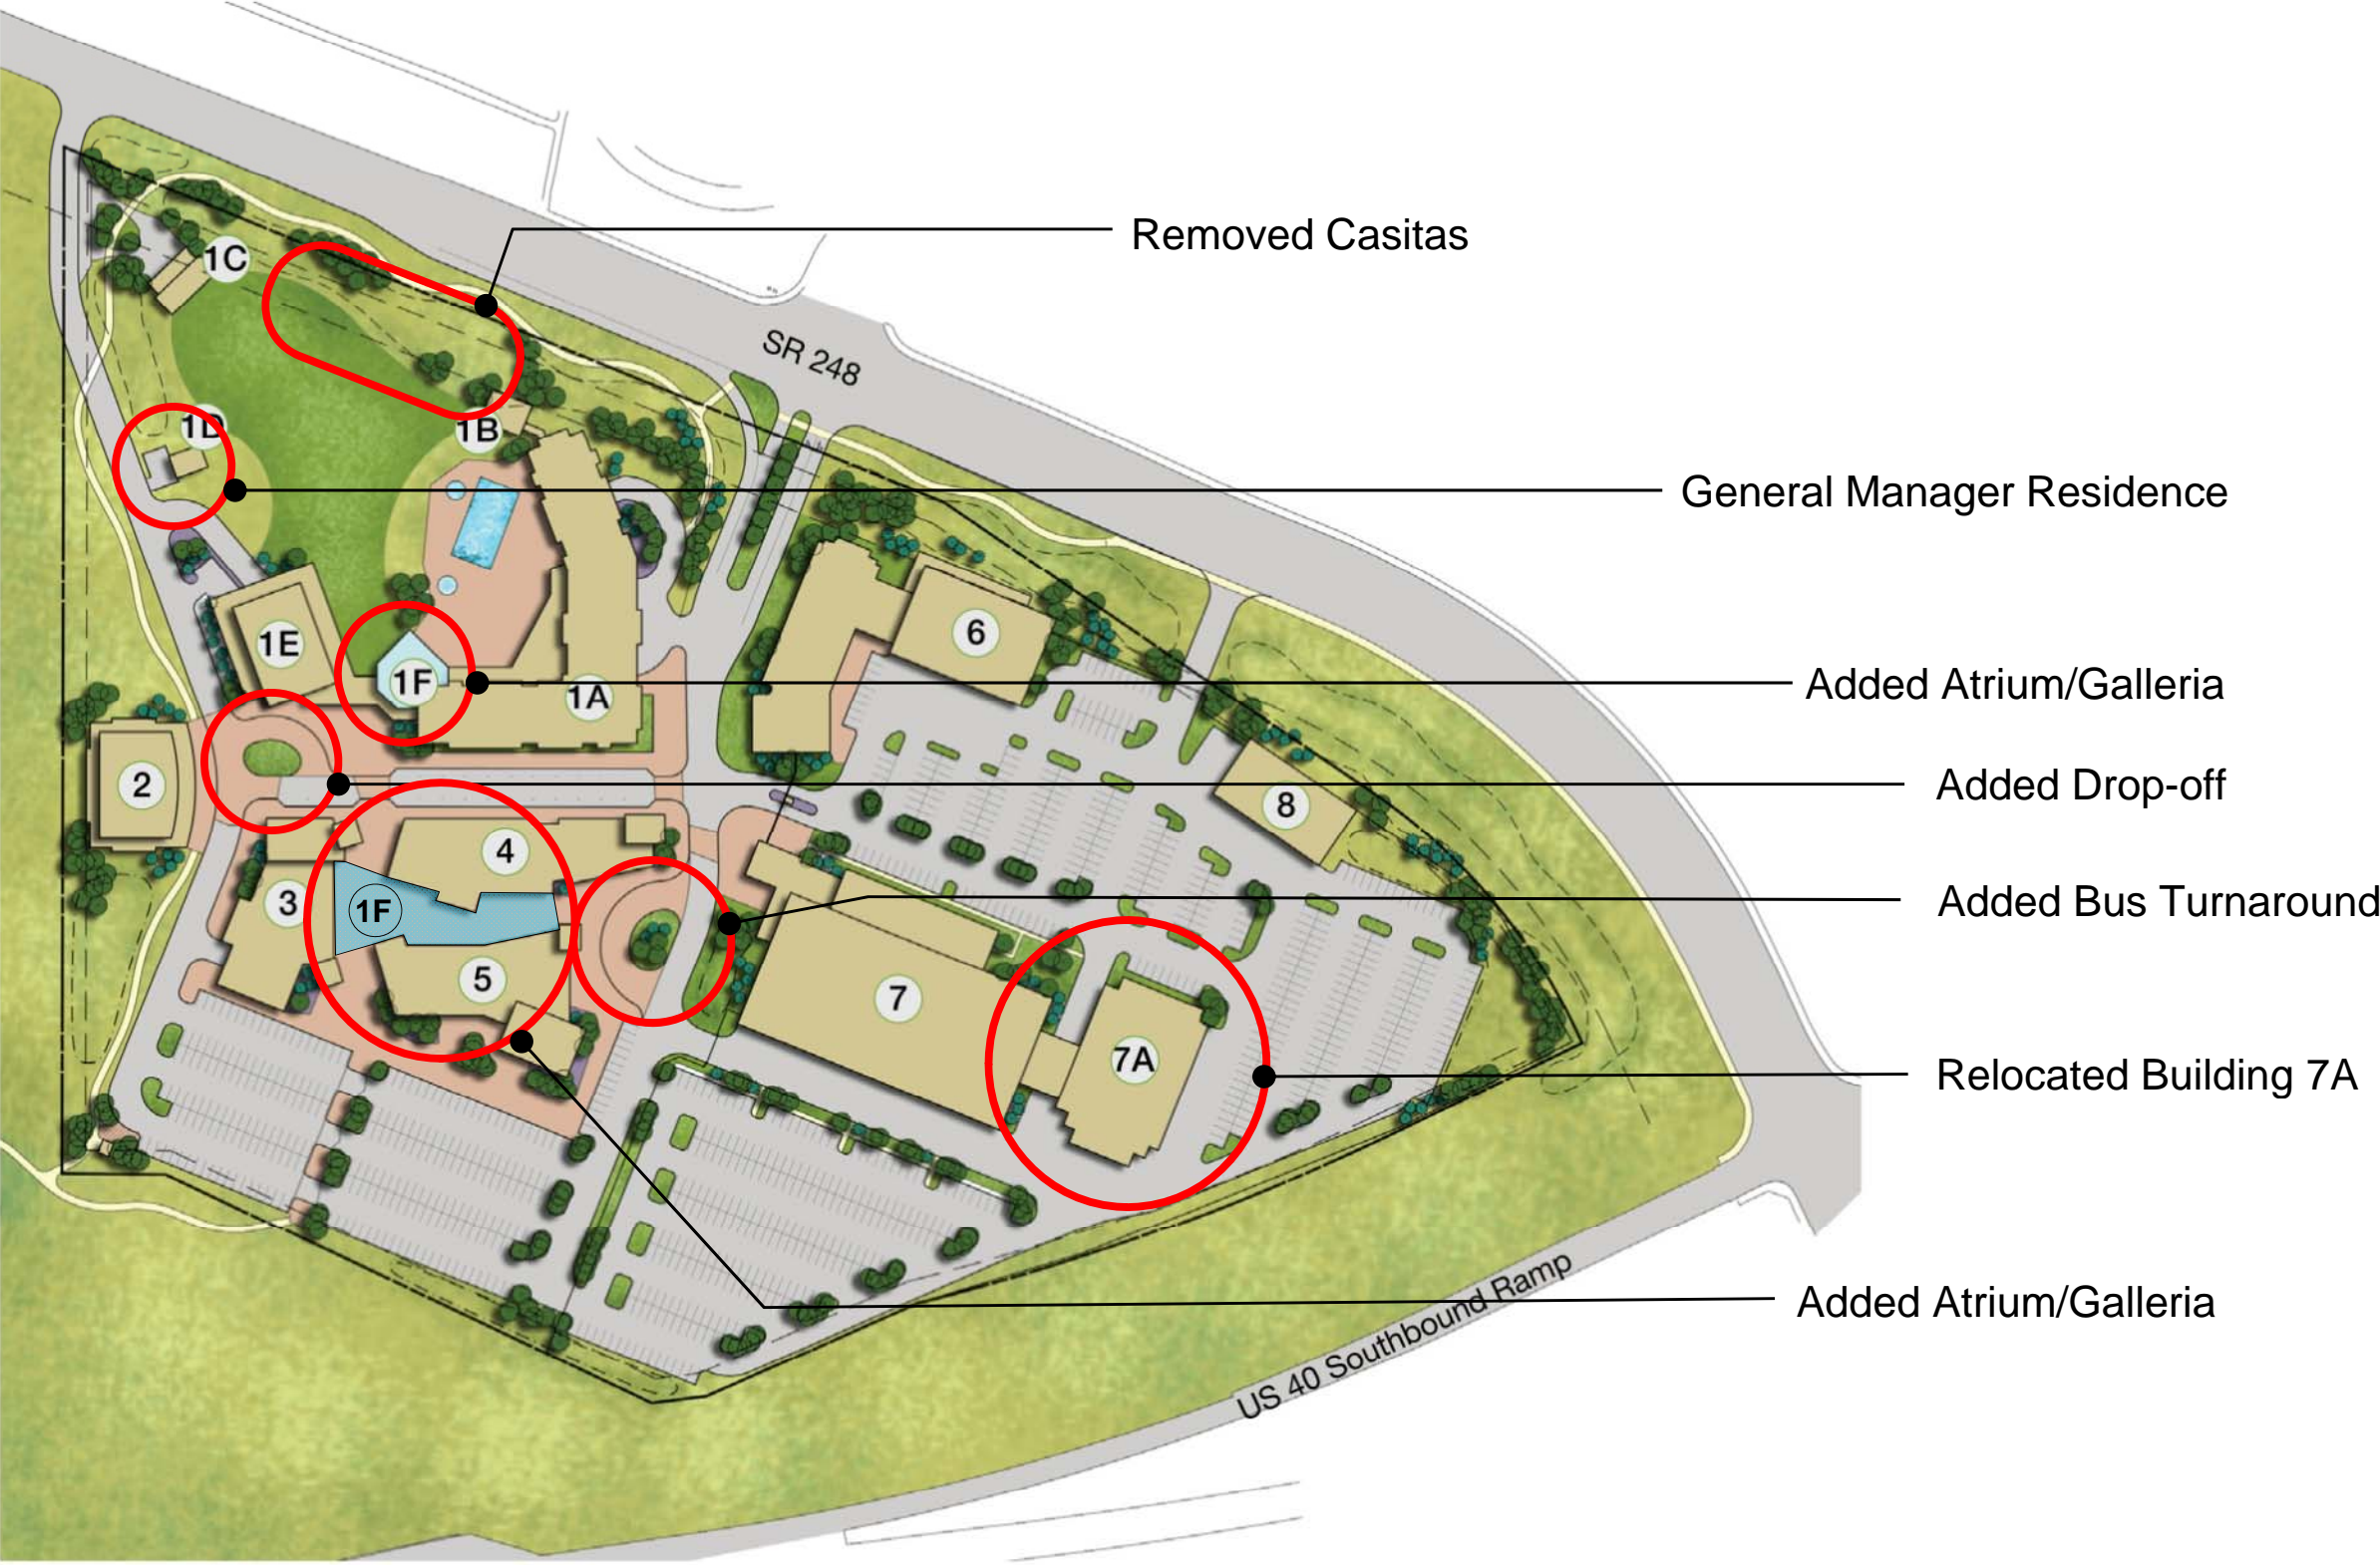 Removed Casitas
1C
SR 248
1D
1B
General Manager Residence
6
1E
1F
1A
Added Atrium/Galleria
2
8
Added Drop-off
4
3
1F
Added Bus Turnaround
5
7
7A
Relocated Building 7A
Added Atrium/Galleria
US 40 Southbound Ramp